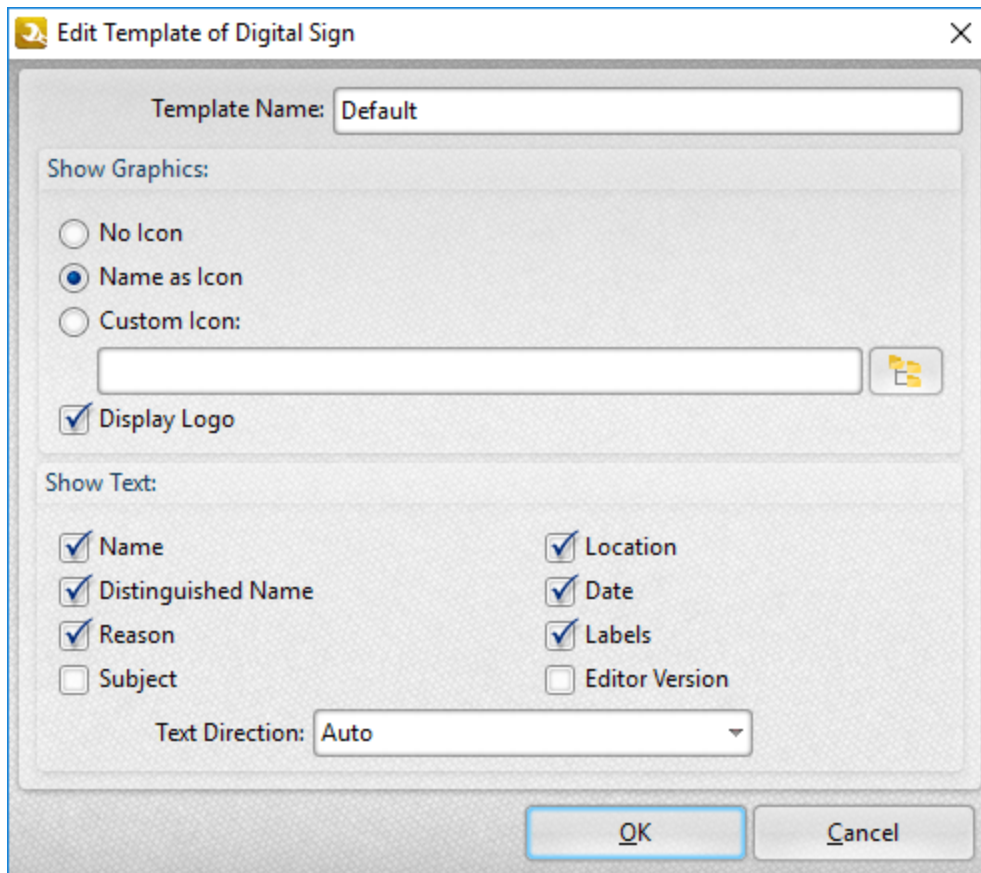 Edit Template of Digital Sign
Template Name: Default
Show Graphics:
No Icon
Name as Icon
Custom Icon:
Display Logo
Show Text:
Name
Location
Distinguished Name
Date
Reason
Labels
Subject
Editor Version
Text Direction: Auto
OK
Cancel